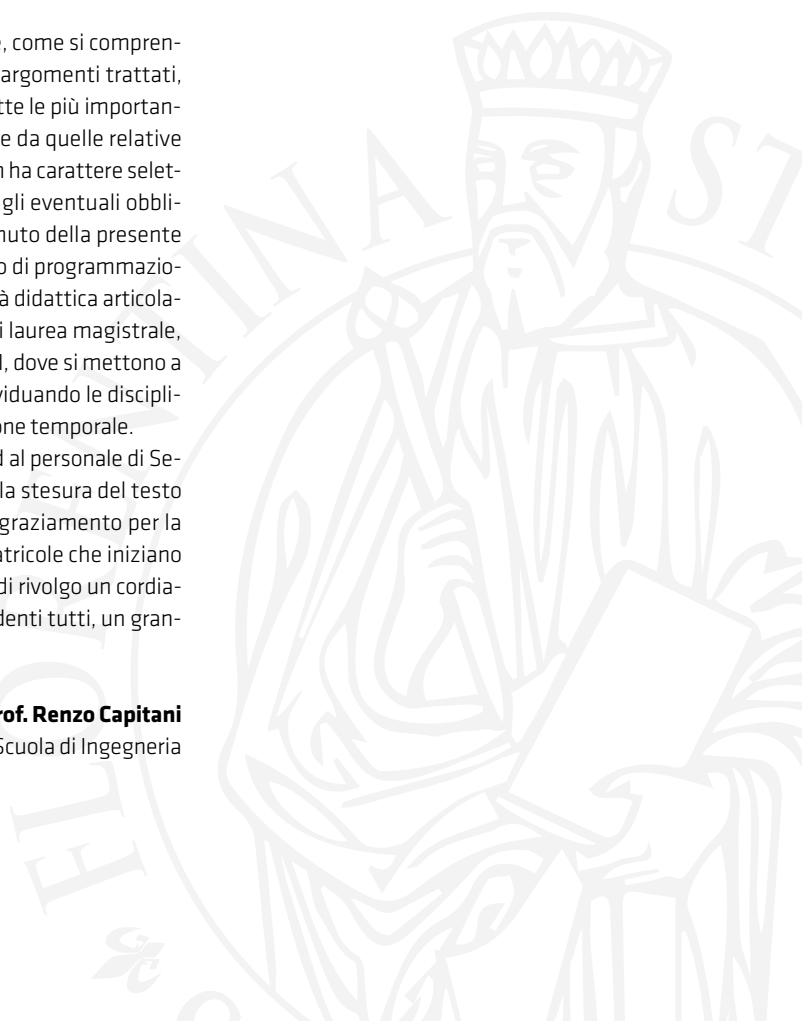 , come si compren-
argomenti trattati,
tte le più importan-
e da quelle relative
ha carattere selet-
gli eventuali obbli-
nuto della presente
o di programmazio-
à didattica articola-
i laurea magistrale,
, dove si mettono a
viduando le discipli-
one temporale.
al personale di Se-
la stesura del testo
graziamento per la
atricole che iniziano
di rivolgo un cordia-
denti tutti, un gran-
rof. Renzo Capitani
Scuola di Ingegneria
FLORENTINA ST